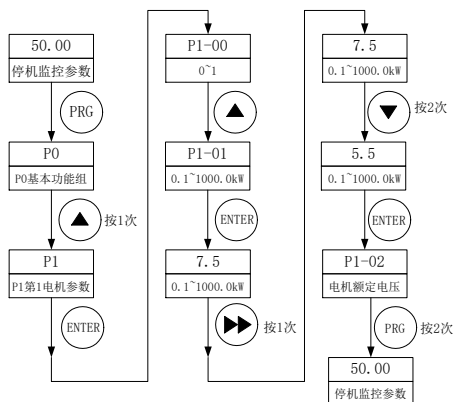 50.00
停机监控参数
PRG
P0
P0基本功能组
按1次
P1
P1第1电机参数
ENTER
P1-00
0~1
P1-01
0.1~1000.0kW
ENTER
7.5
0.1~1000.0kW
按1次
7.5
0.1~1000.0kW
按2次
5.5
0.1~1000.0kW
ENTER
P1-02
电机额定电压
PRG
按2次
50.00
停机监控参数